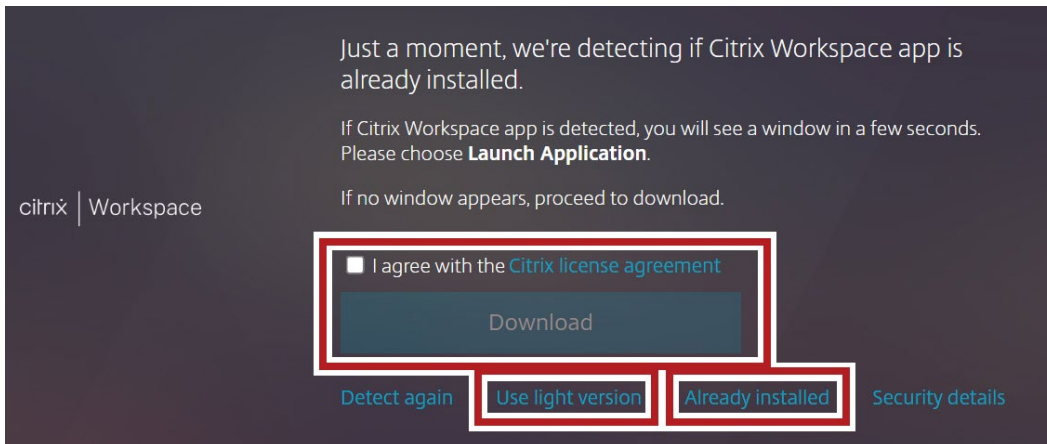 Just a moment, we're detecting if Citrix Workspace app is
already installed.
If Citrix Workspace app is detected, you will see a window in a few seconds.
Please choose Launch Application.
If no window appears, proceed to download.
citrix | Workspace
I agree with the Citrix license agreement
Download
Detect again Use light version Already installed Security details